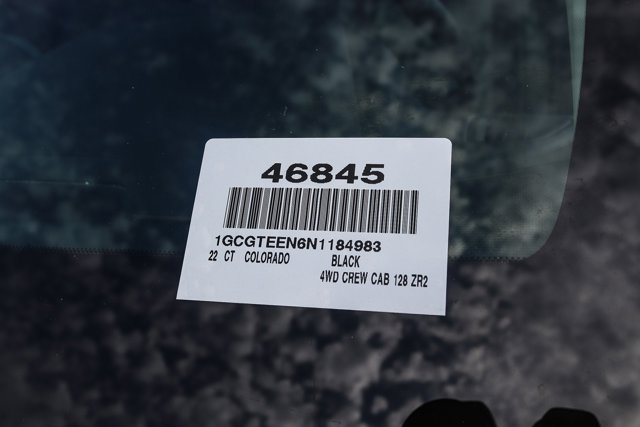 46845
1GCGTEEN6N1184983
22 CT COLORADO BLACK
4WD CREW CAB 128 ZR2